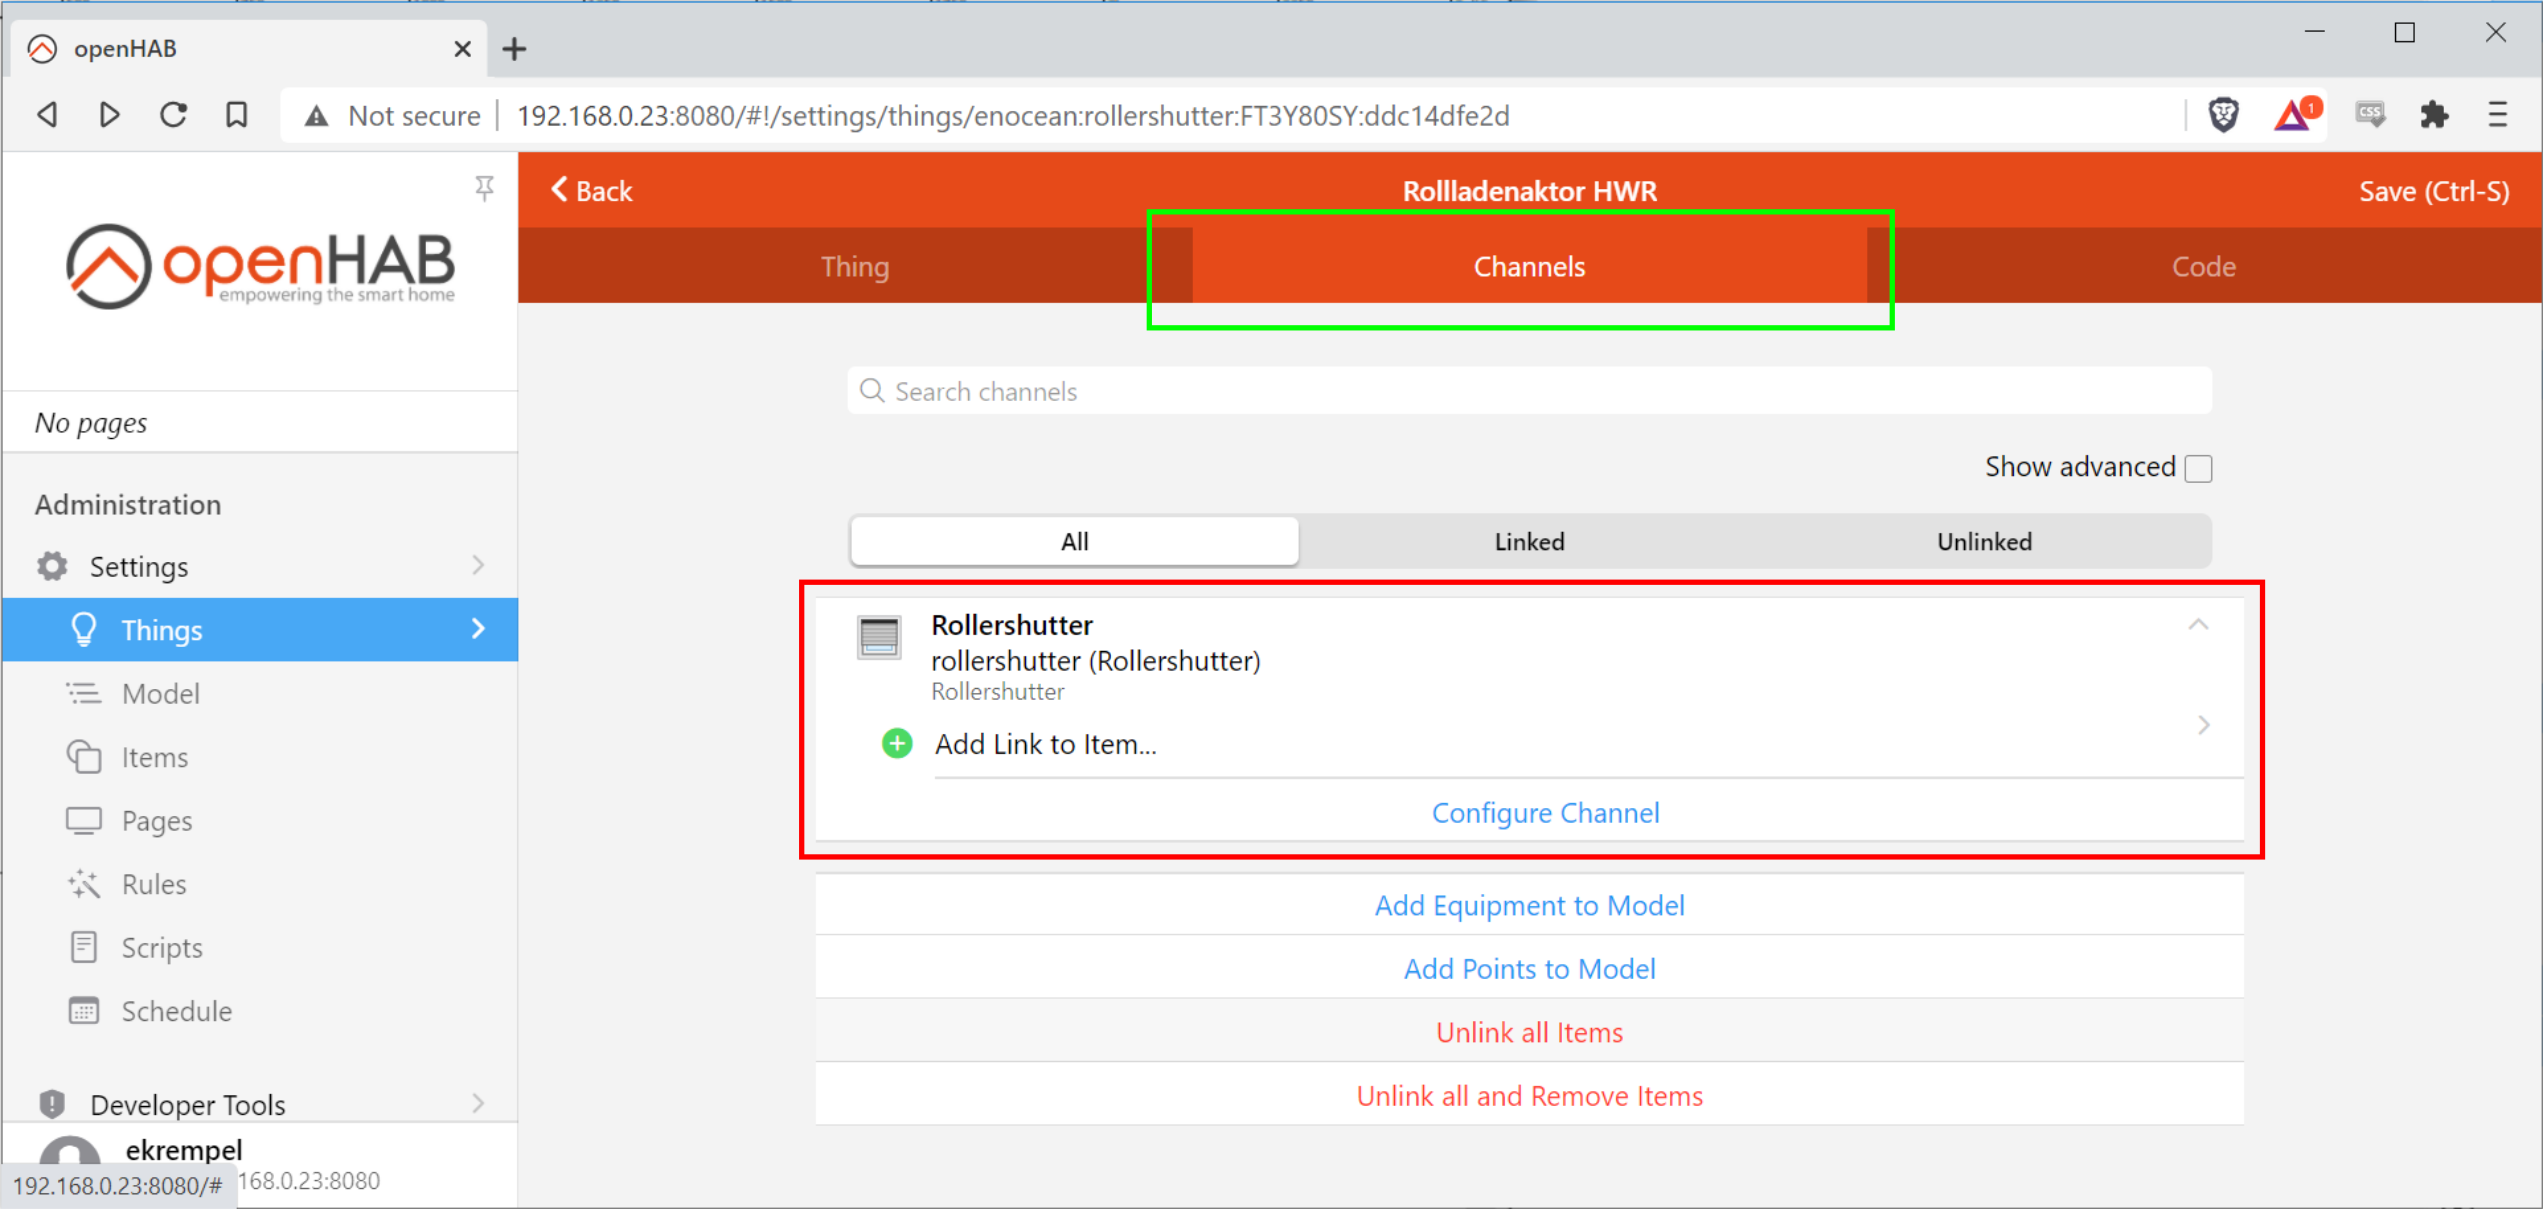 openHAB
Not secure
192.168.0.23:8080/#!/settings/things/enocean:rollershutter:FT3Y80SY:ddc14dfe2d
1
CSS
Back
Rollladenaktor HWR
Save (Ctrl-S)
openHAB
empowering the smart home
Thing
Channels
Code
Search channels
No pages
Show advanced
Administration
All
Linked
Unlinked
Settings
Things
Rollershutter
rollershutter (Rollershutter)
Rollershutter
Model
Add Link to Item...
Items
Configure Channel
Pages
Rules
Add Equipment to Model
Scripts
Add Points to Model
Schedule
Unlink all Items
Developer Tools
Unlink all and Remove Items
ekrempel
192.168.0.23:8080/#
168.0.23:8080